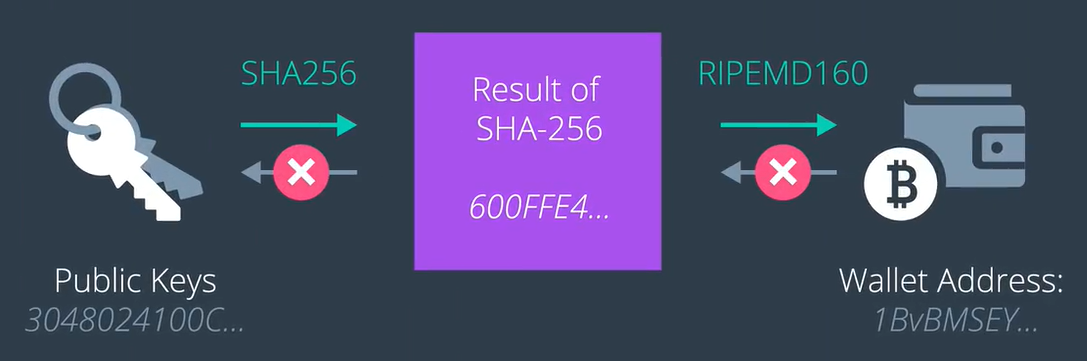 SHA256
RIPEMD160
Result of
SHA-256
600FFE4...
Public Keys
3048024100C...
Wallet Address:
1BvBMSEY...